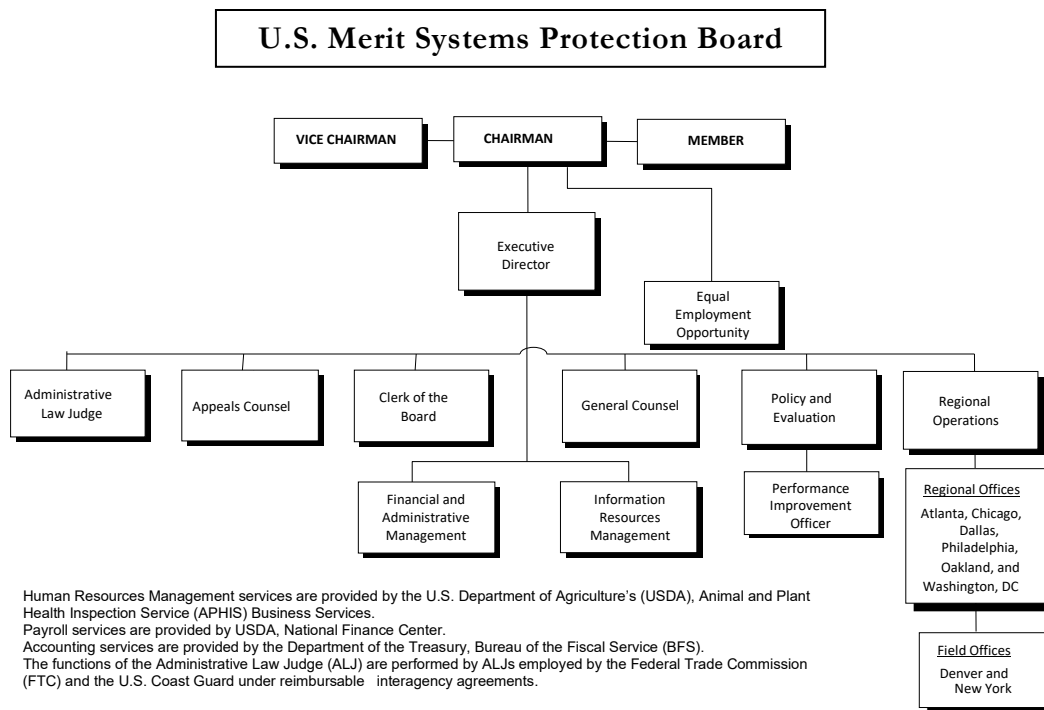 U.S. Merit Systems Protection Board
VICE CHAIRMAN
CHAIRMAN
MEMBER
Executive
Director
Equal
Employment
Opportunity
Administrative
Law Judge
Appeals Counsel
Clerk of the
Board
General Counsel
Policy and
Evaluation
Regional
Operations
Financial and
Administrative
Management
Information
Resources
Management
Performance
Improvement
Officer
Regional Offices
Atlanta, Chicago,
Dallas,
Philadelphia,
Oakland, and
Washington, DC
Field Offices
Denver and
New York
Human Resources Management services are provided by the U.S. Department of Agriculture's (USDA), Animal and Plant
Health Inspection Service (APHIS) Business Services.
Payroll services are provided by USDA, National Finance Center.
Accounting services are provided by the Department of the Treasury, Bureau of the Fiscal Service (BFS).
The functions of the Administrative Law Judge (ALJ) are performed by ALJs employed by the Federal Trade Commission
(FTC) and the U.S. Coast Guard under reimbursable interagency agreements.